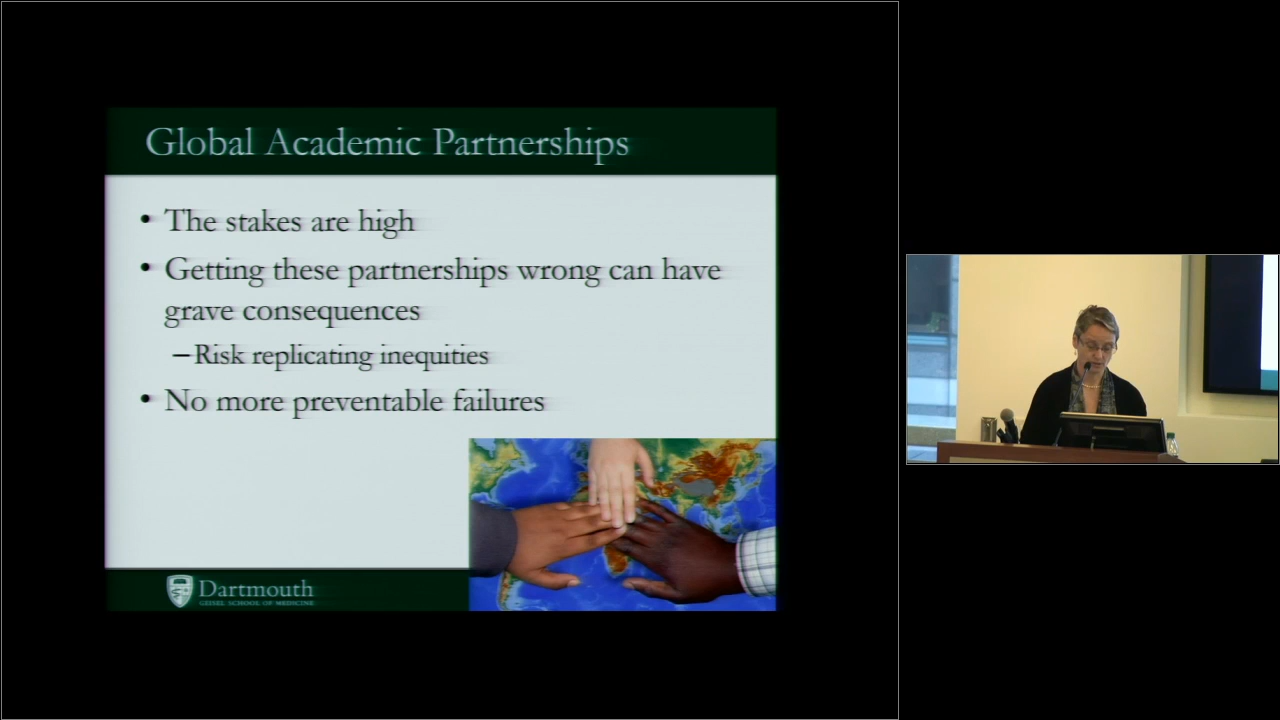 Global Academic Partnerships
• The stakes are high
• Getting these partnerships wrong can have
grave consequences
–Risk replicating inequities
• No more preventable failures
Dartmouth
GEISEL SCHOOL OF MEDICINE